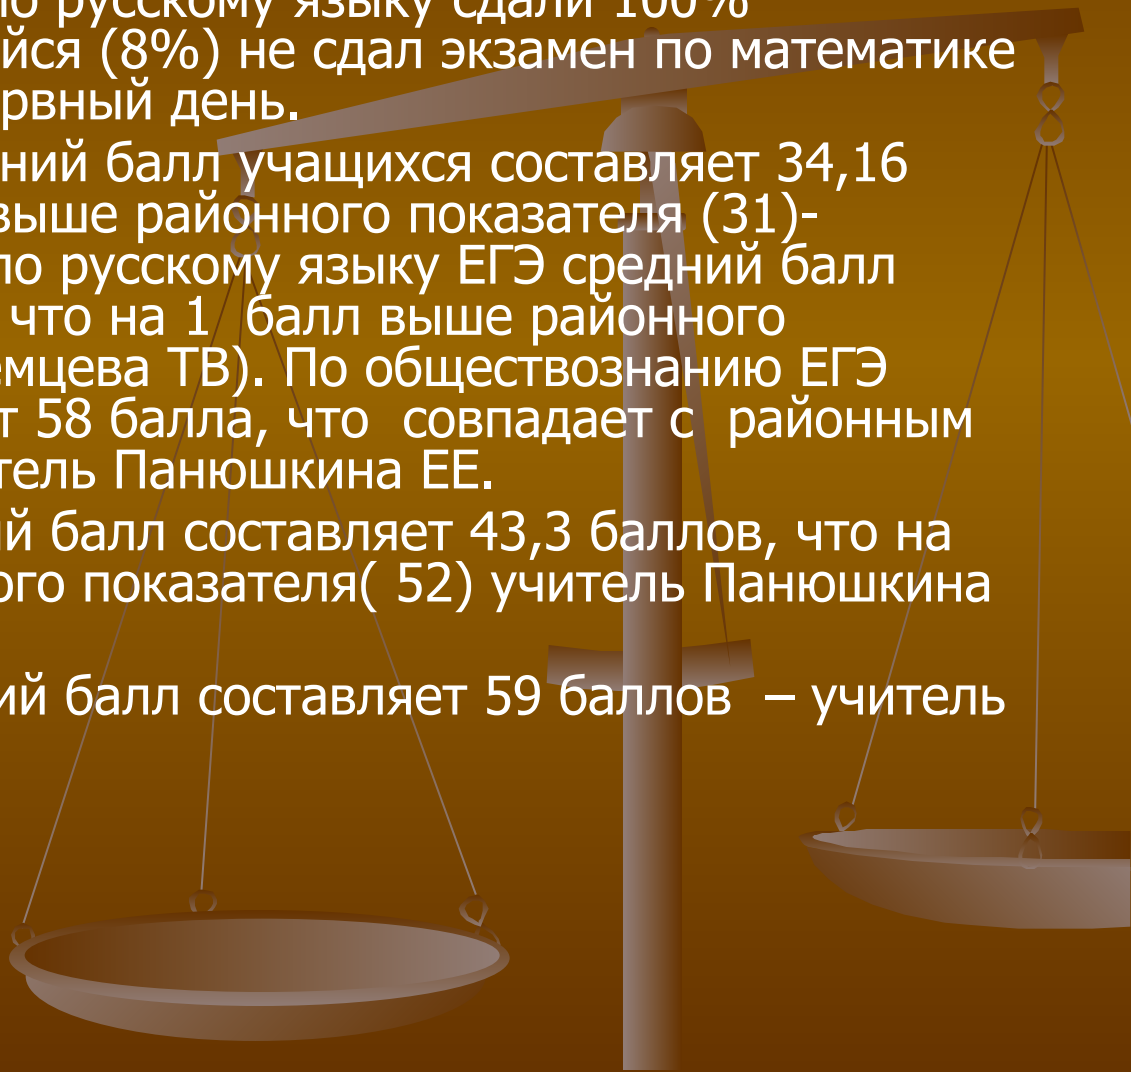 по русскому языку сдали 100%
йся (8%) не сдал экзамен по математике
рвный день.
ний балл учащихся составляет 34,16
выше районного показателя (31)-
по русскому языку ЕГЭ средний балл
что на 1 балл выше районного
емцева ТВ). По обществознанию ЕГЭ
т 58 балла, что совпадает с районным
тель Панюшкина ЕЕ.
й балл составляет 43,3 баллов, что на
ого показателя( 52) учитель Панюшкина
ий балл составляет 59 баллов – учитель